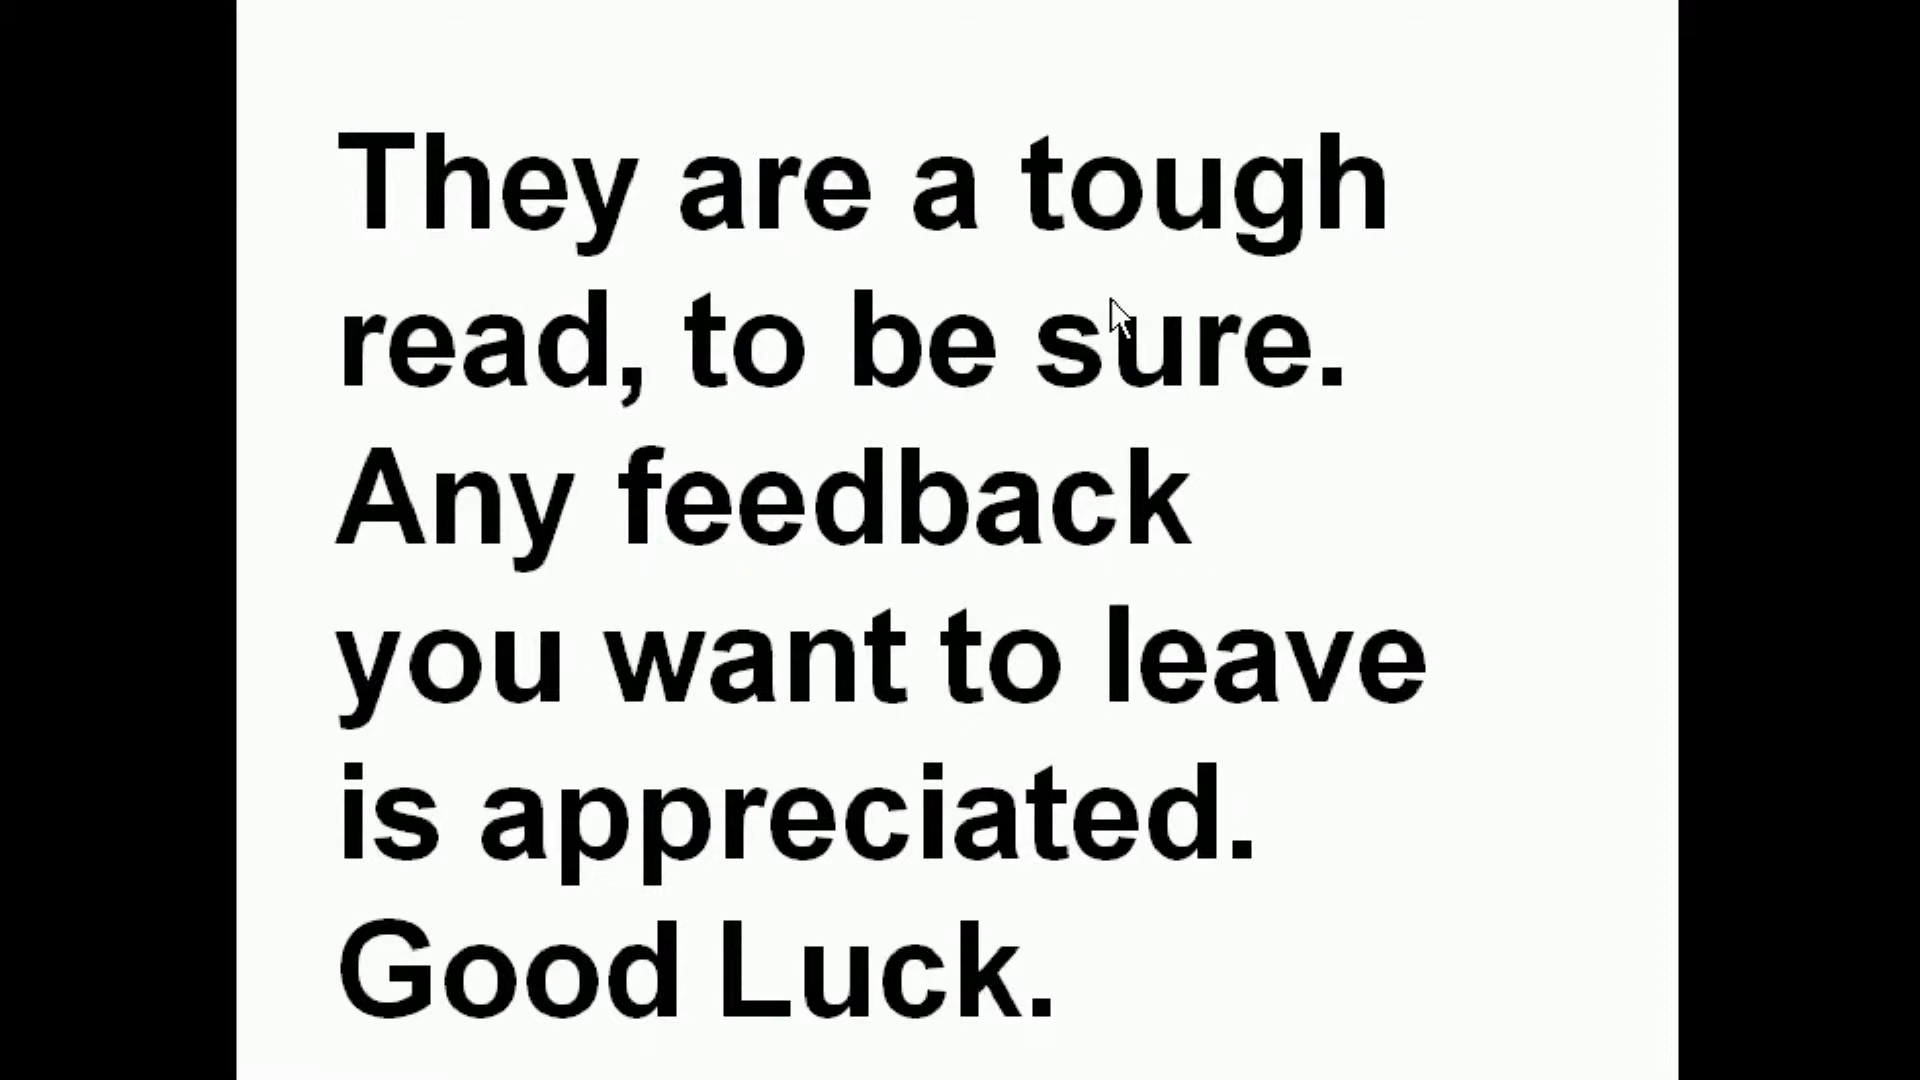 They are a tough
read, to be sure.
Any feedback
you want to leave
is appreciated.
Good Luck.